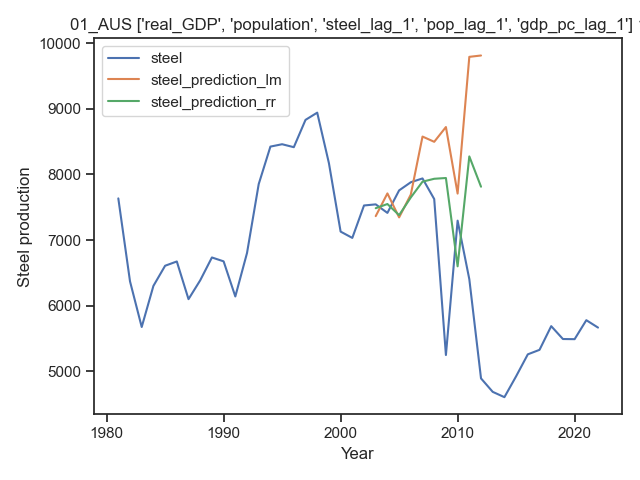 01_AUS ['real_GDP', 'population', 'steel_lag_1', 'pop_lag_1', 'gdp_pc_lag_1']
steel
steel_prediction_lm
steel_prediction_rr
10000
9000
8000
7000
6000
5000
Steel production
1980
1990
2000
2010
2020
Year